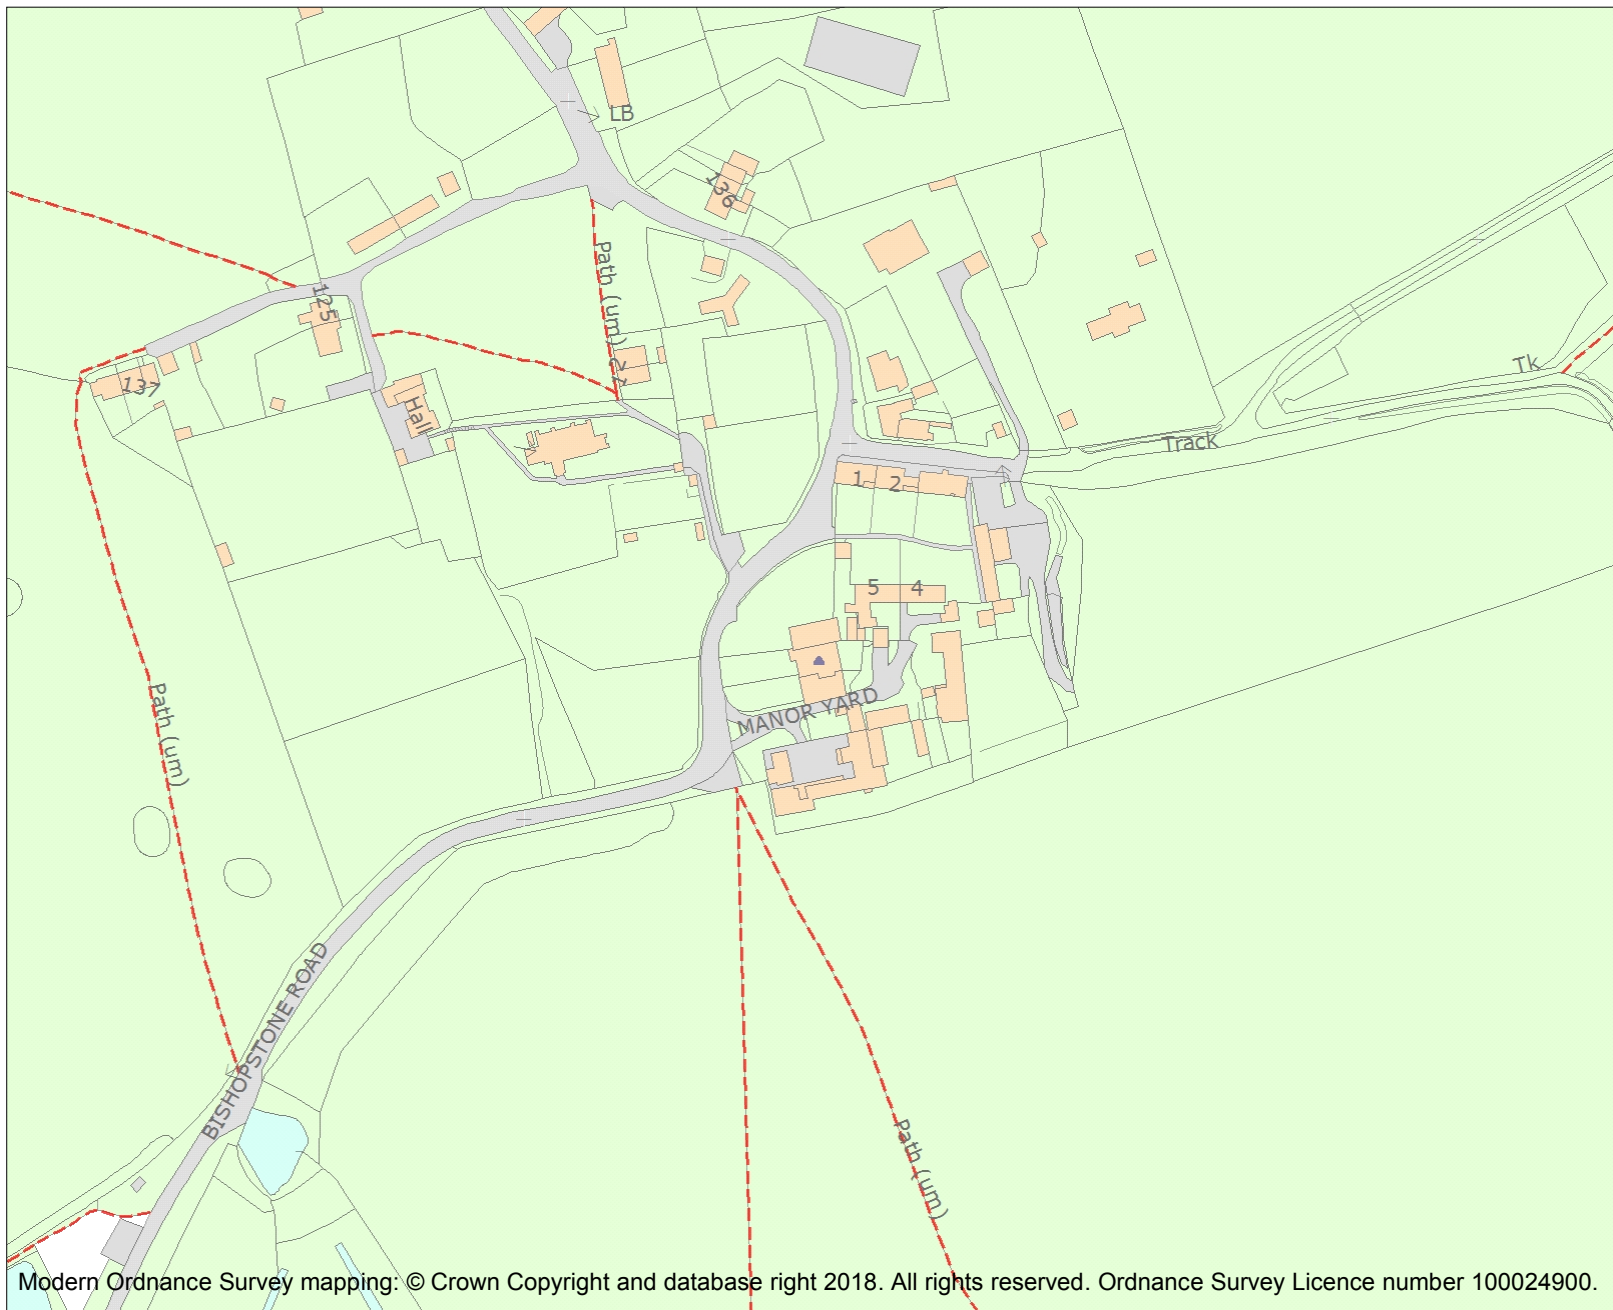 LB
136
Path (um)
125
2
1
137
Hall
Tk
Track
1
2
5
4
MANOR YARD
Path (um)
BISHOPSTONE ROAD
Path (um)
Modern Ordnance Survey mapping: © Crown Copyright and database right 2018. All rights reserved. Ordnance Survey Licence number 100024900.